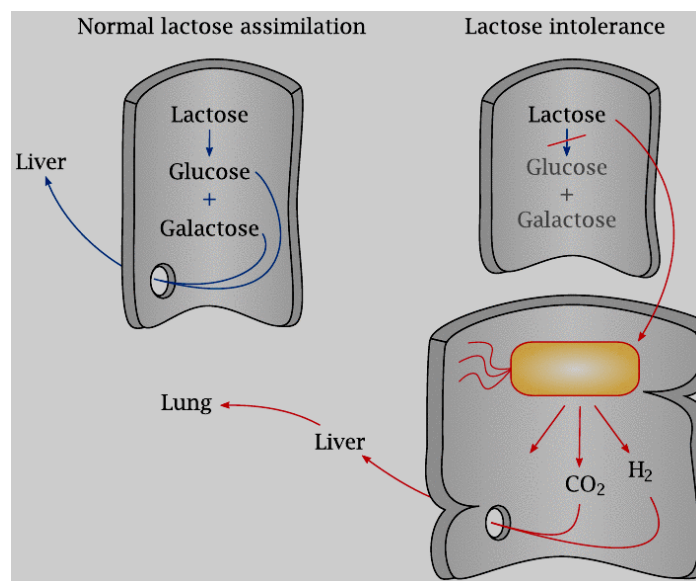 Normal lactose assimilation
Lactose
Glucose
+
Galactose
Liver
Lactose intolerance
Lactose
Glucose
+
Galactose
CO₂
H₂
Liver
Lung